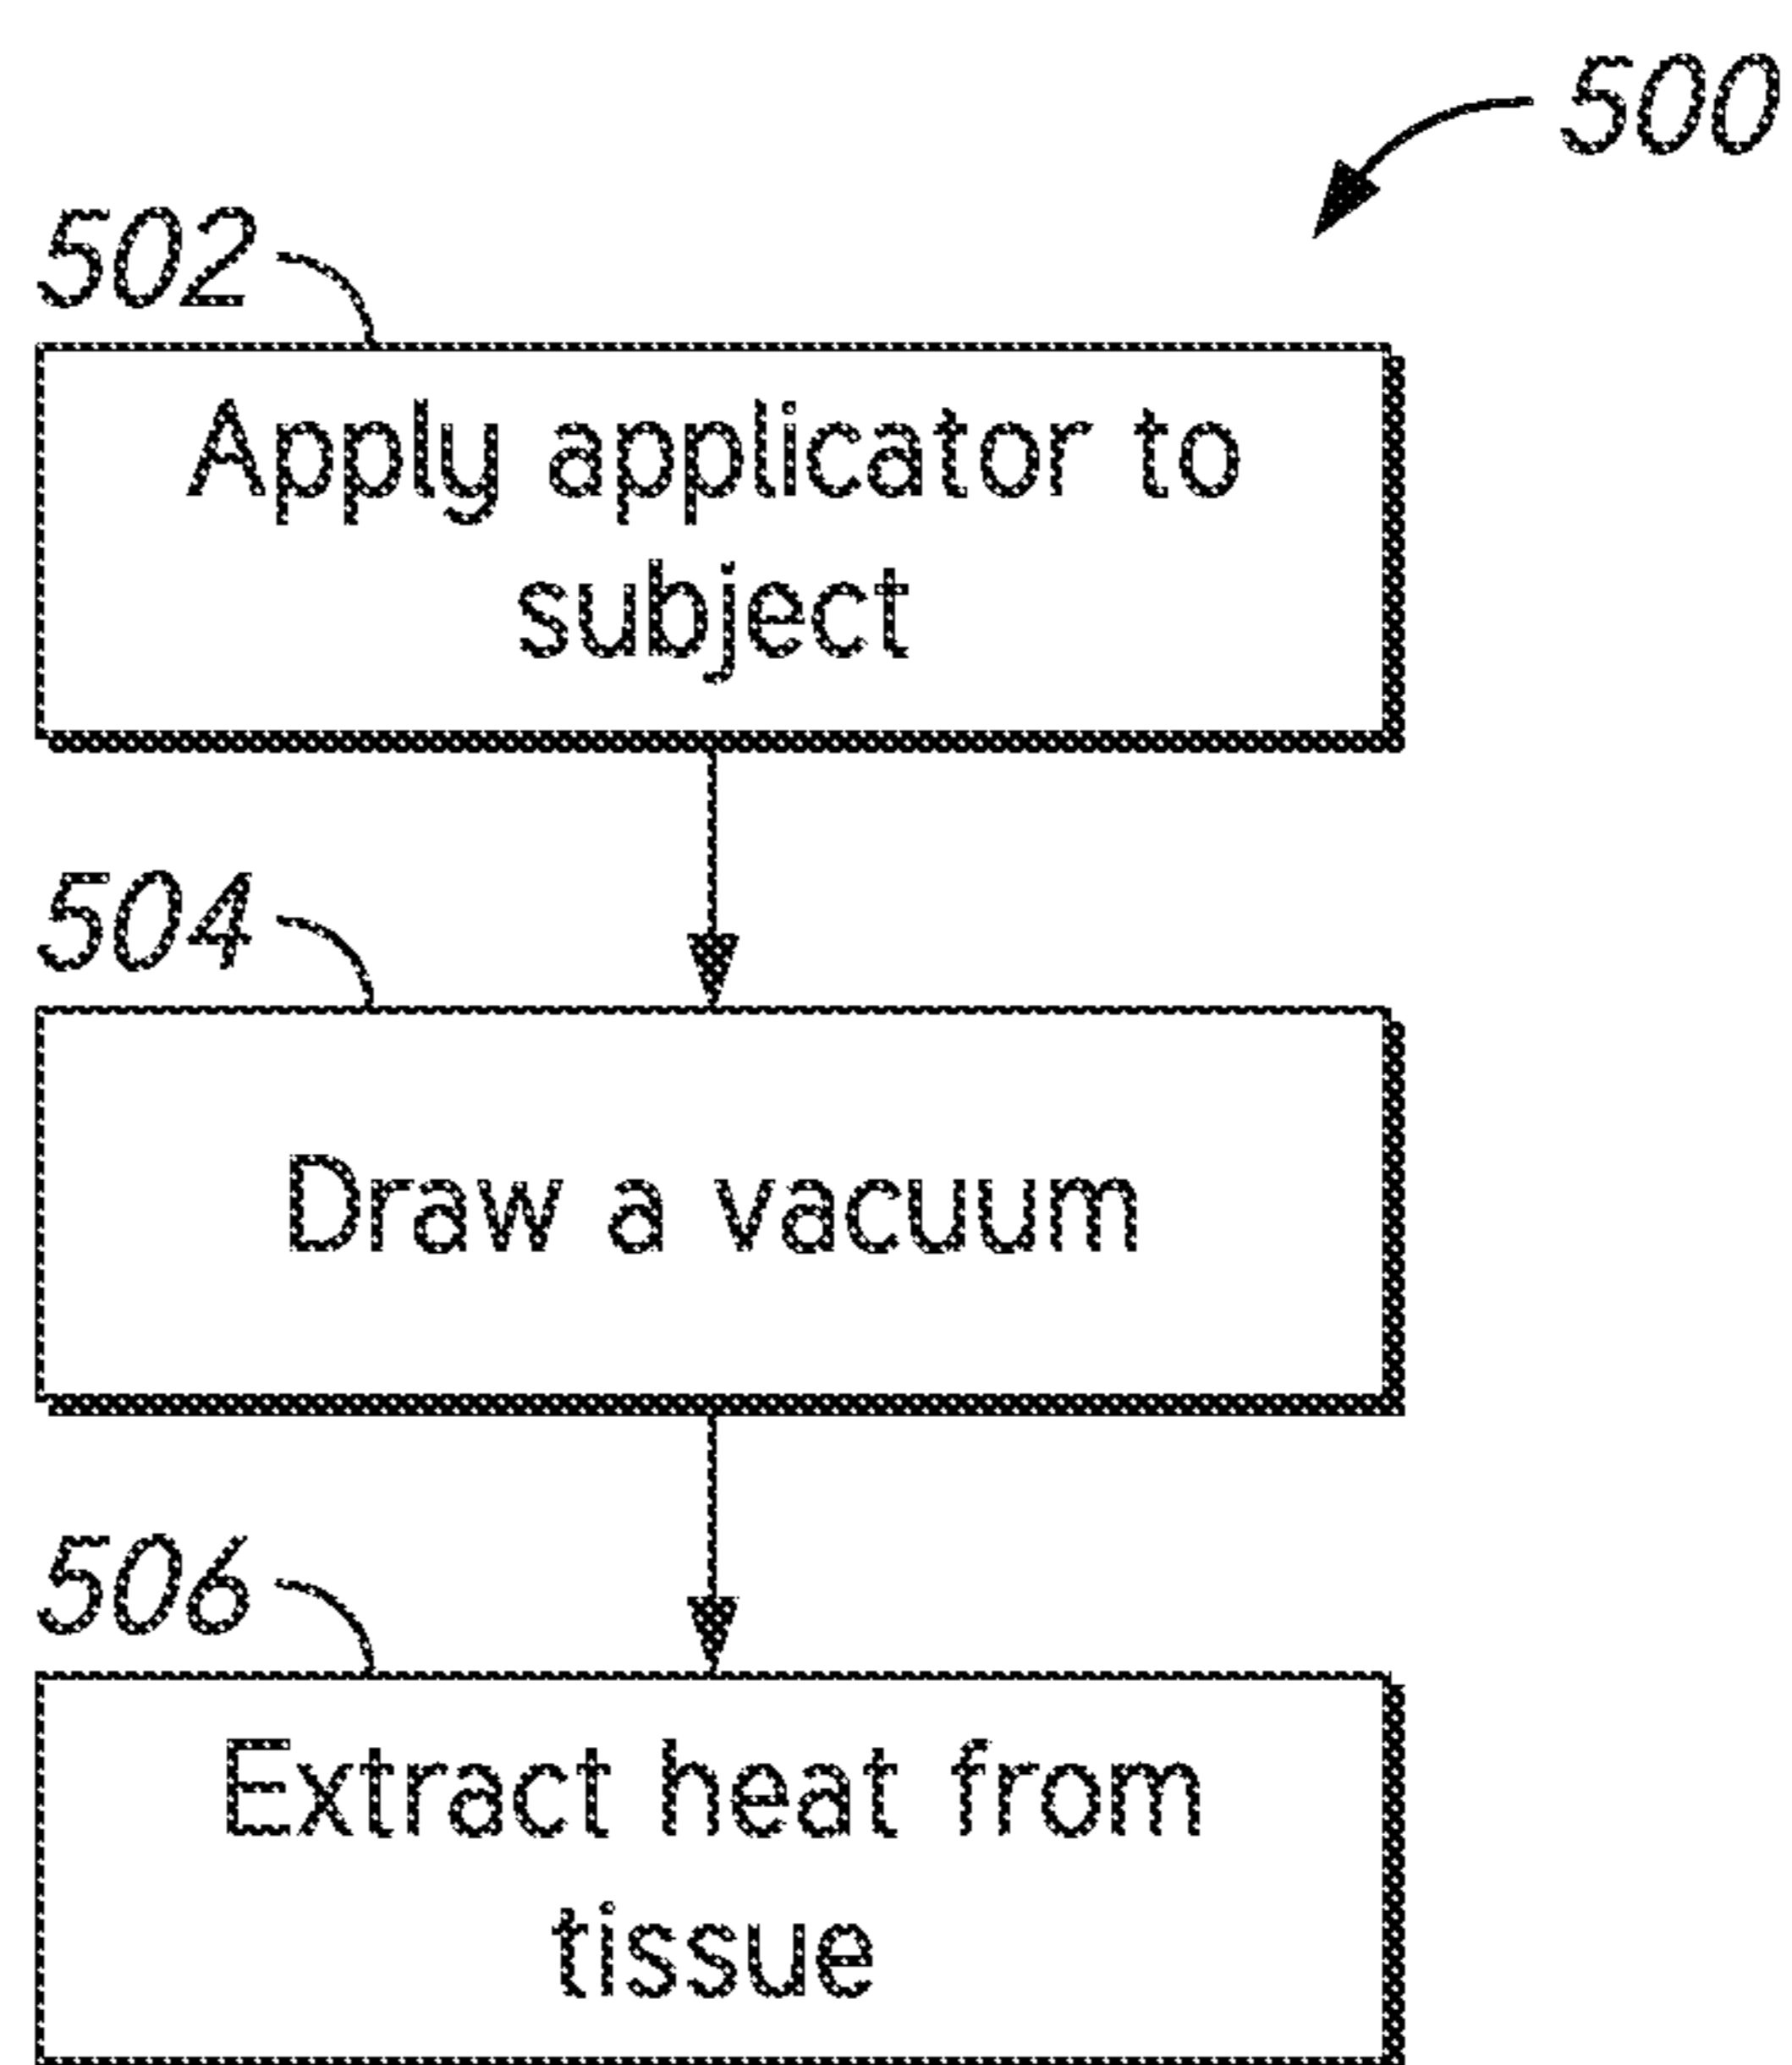 500
502
Apply applicator to
subject
504
Draw a vacuum
506
Extract heat from
tissue